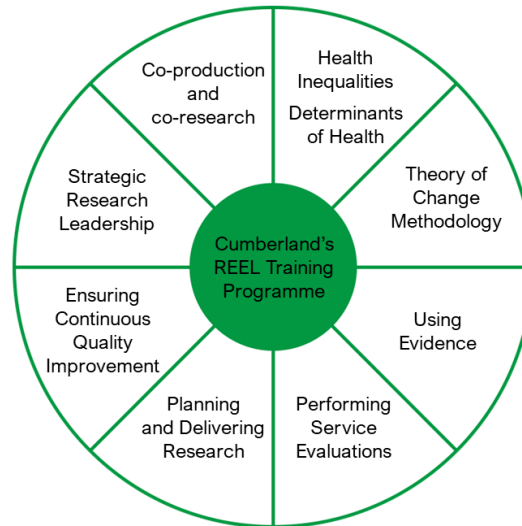 Co-production
and
co-research
Health
Inequalities
Determinants
of Health
Theory of
Change
Methodology
Using
Evidence
Performing
Service
Evaluations
Planning
and Delivering
Research
Ensuring
Continuous
Quality
Improvement
Strategic
Research
Leadership
Cumberland’s
REEL Training
Programme